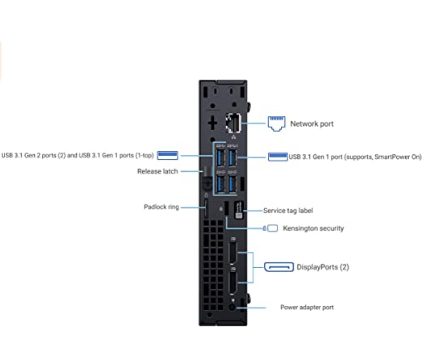 Network port
USB 3.1 Gen 2 ports (2) and USB 3.1 Gen 1 ports (1-top)
USB 3.1 Gen 1 port (supports, SmartPower On)
Release latch
Padlock ring
Service tag label
Kensington security
DisplayPorts (2)
Power adapter port